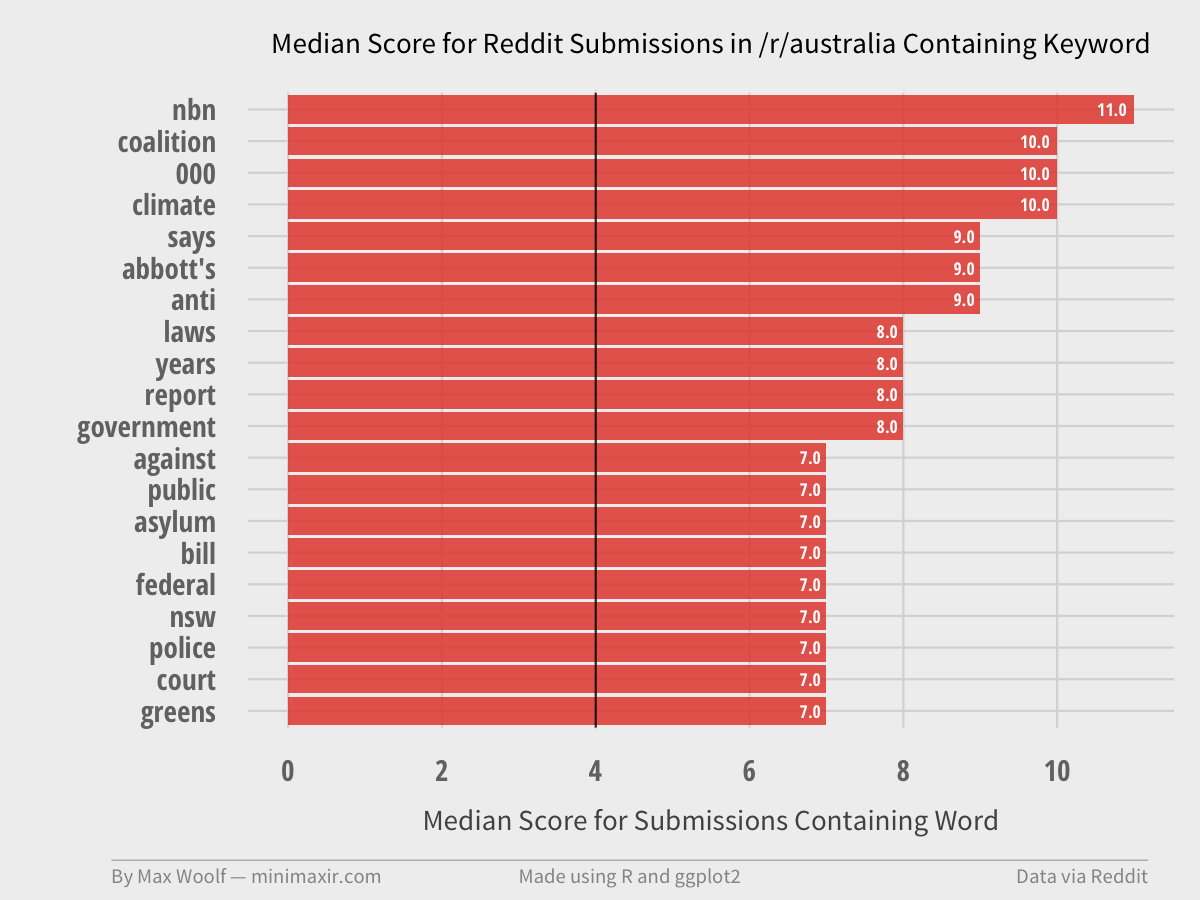 Median Score for Reddit Submissions in /r/australia Containing Keyword
nbn 11.0
coalition 10.0
000 10.0
climate 10.0
says 9.0
abbott's 9.0
anti 9.0
laws 8.0
years 8.0
report 8.0
government 8.0
against 7.0
public 7.0
asylum 7.0
bill 7.0
federal 7.0
nsw 7.0
police 7.0
court 7.0
greens 7.0
0 2 4 6 8 10
Median Score for Submissions Containing Word
By Max Woolf — minimaxir.com Made using R and ggplot2 Data via Reddit